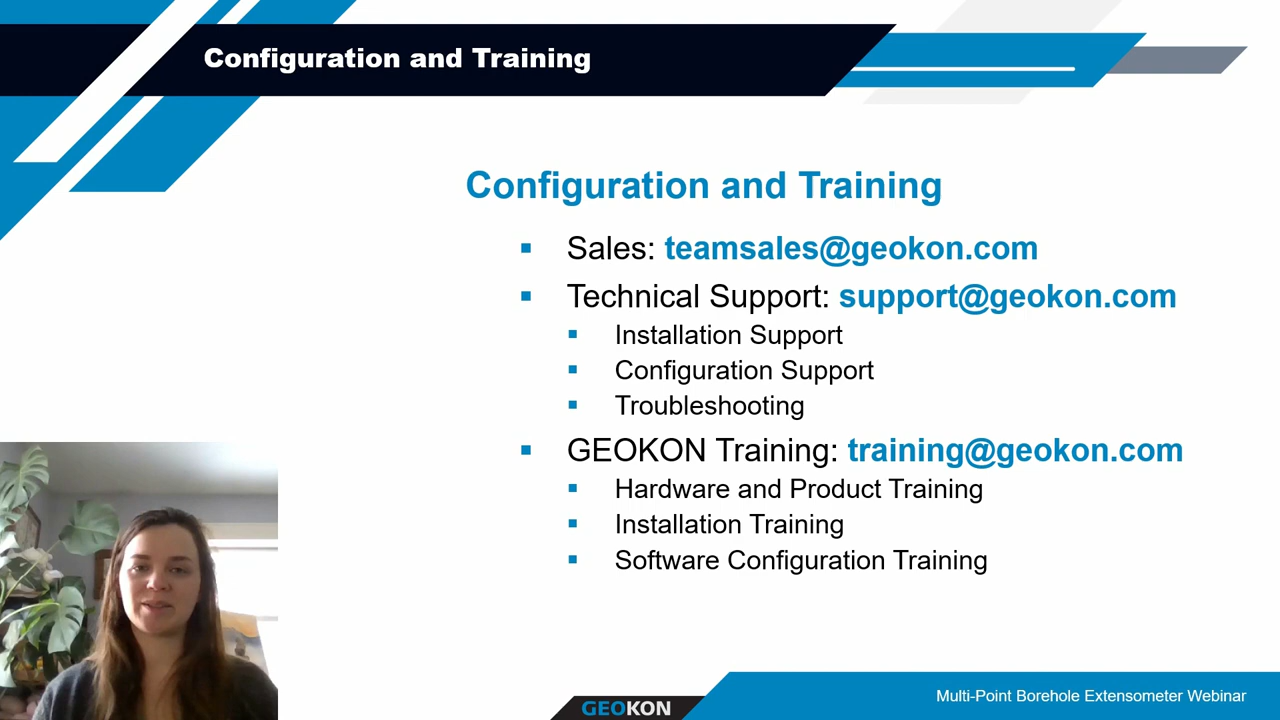 Configuration and Training
Configuration and Training
Sales: teamsales@geokon.com
Technical Support: support@geokon.com
Installation Support
Configuration Support
Troubleshooting
GEOKON Training: training@geokon.com
Hardware and Product Training
Installation Training
Software Configuration Training
Multi-Point Borehole Extensometer Webinar
GEOKON